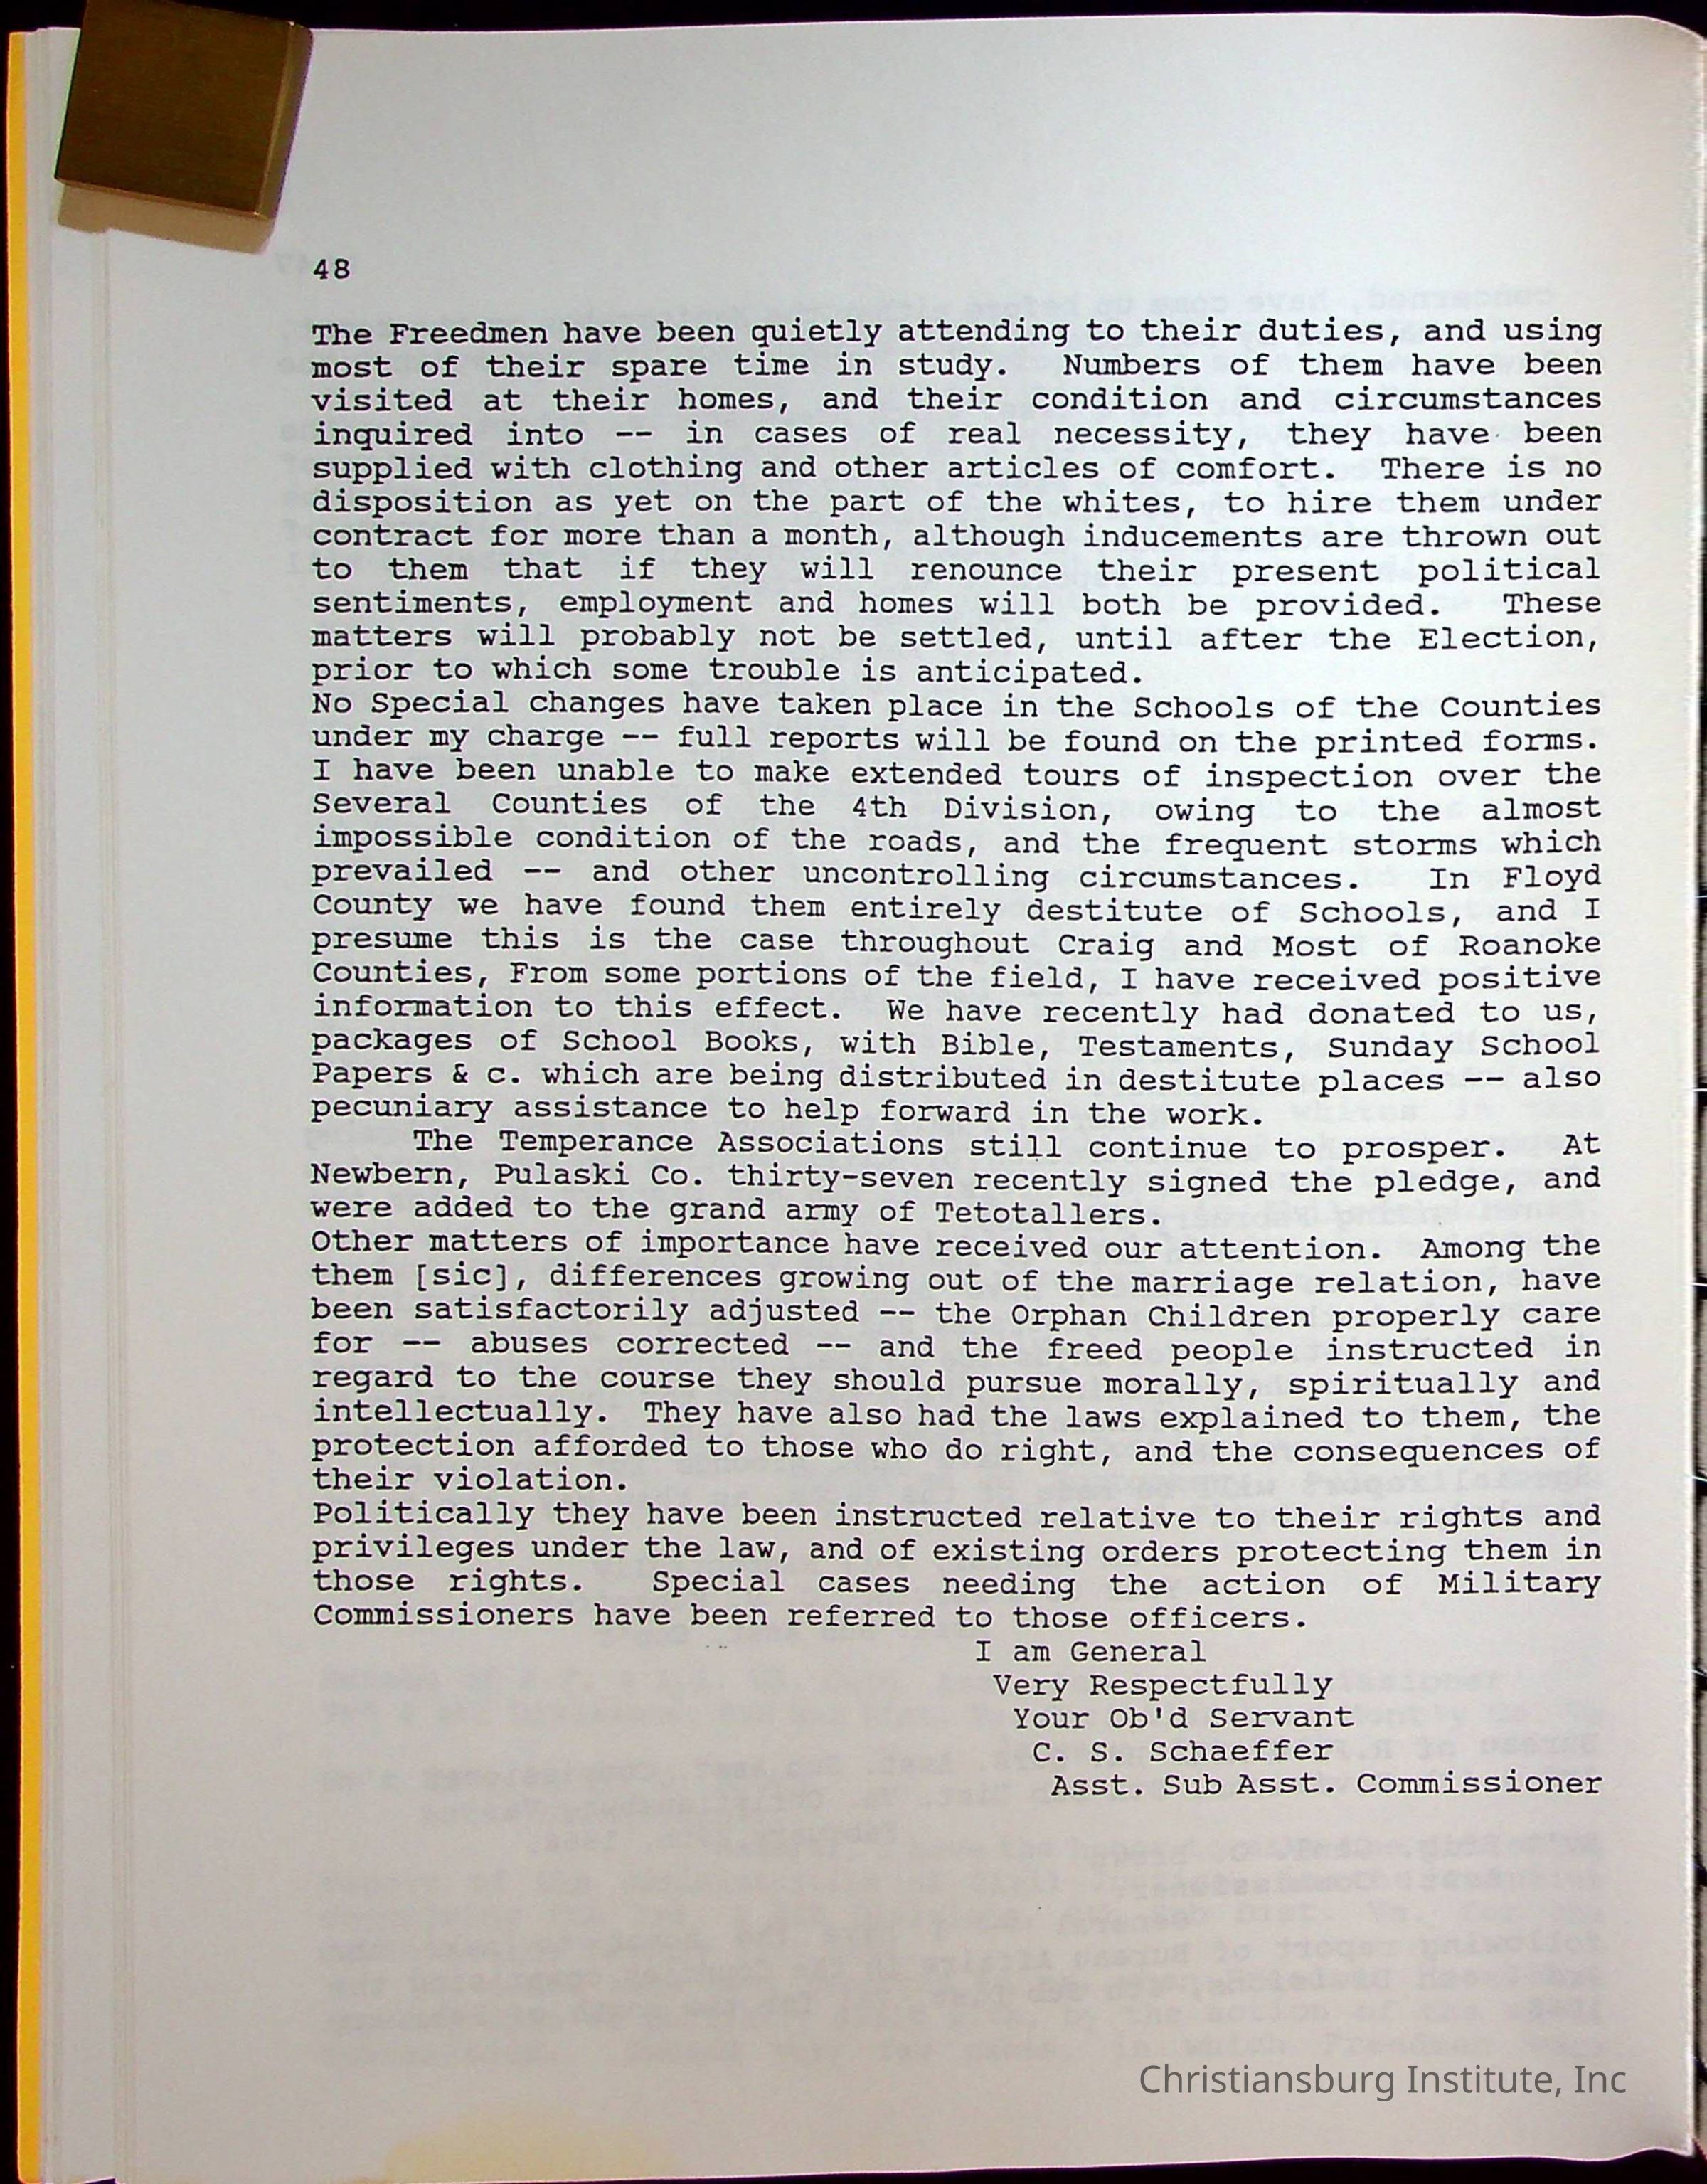 48
The Freedmen have been quietly attending to their duties, and using
most of their spare time in study. Numbers of them have been
visited at their homes, and their condition and circumstances
inquired into -- in cases of real necessity, they have been
supplied with clothing and other articles of comfort. There is no
disposition as yet on the part of the whites, to hire them under
contract for more than a month, although inducements are thrown out
to them that if they will renounce their present political
sentiments, employment and homes will both be provided. These
matters will probably not be settled, until after the Election,
prior to which some trouble is anticipated.
No Special changes have taken place in the Schools of the Counties
under my charge -- full reports will be found on the printed forms.
I have been unable to make extended tours of inspection over the
Several Counties of the 4th Division, owing to the almost
impossible condition of the roads, and the frequent storms which
prevailed -- and other uncontrolling circumstances. In Floyd
County we have found them entirely destitute of Schools, and I
presume this is the case throughout Craig and Most of Roanoke
Counties, From some portions of the field, I have received positive
information to this effect. We have recently had donated to us,
packages of School Books, with Bible, Testaments, Sunday School
Papers & c. which are being distributed in destitute places -- also
pecuniary assistance to help forward in the work.
The Temperance Associations still continue to prosper. At
Newbern, Pulaski Co. thirty-seven recently signed the pledge, and
were added to the grand army of Tetotallers.
Other matters of importance have received our attention. Among the
them [sic], differences growing out of the marriage relation, have
been satisfactorily adjusted -- the Orphan Children properly care
for -- abuses corrected -- and the freed people instructed in
regard to the course they should pursue morally, spiritually and
intellectually. They have also had the laws explained to them, the
protection afforded to those who do right, and the consequences of
their violation.
Politically they have been instructed relative to their rights and
privileges under the law, and of existing orders protecting them in
those rights. Special cases needing the action of Military
Commissioners have been referred to those officers.
I am General
Very Respectfully
Your Ob'd Servant
C. S. Schaeffer
Asst. Sub Asst. Commissioner
Christiansburg Institute, Inc